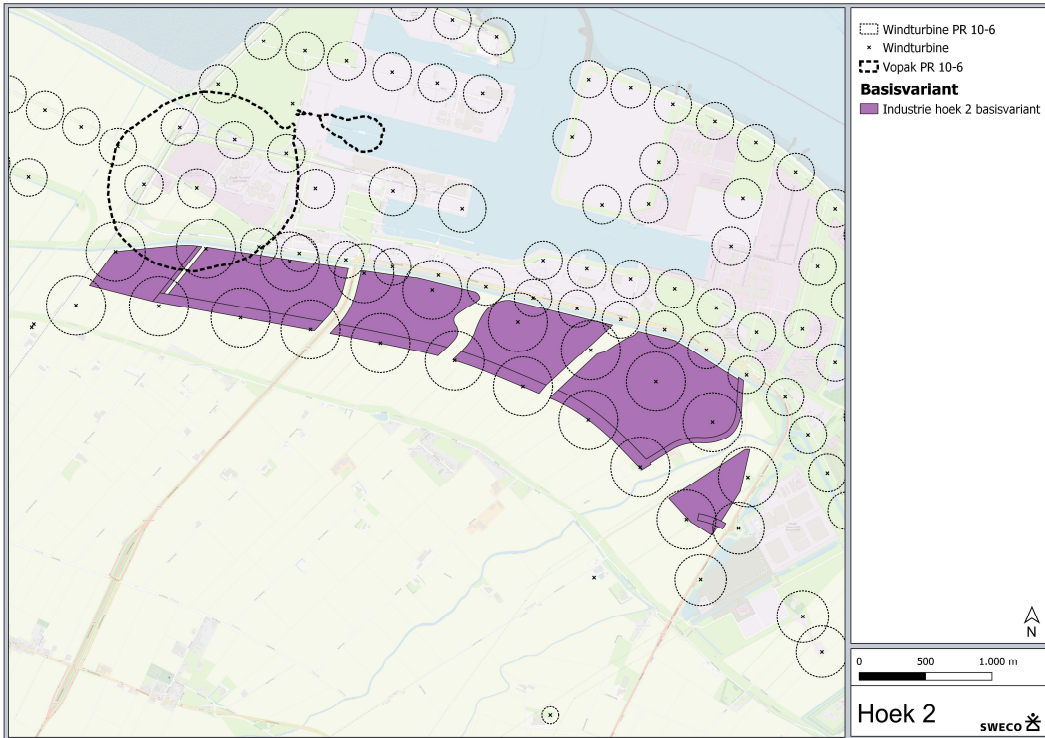 Windturbine PR 10-6
Windturbine
Vopak PR 10-6
Basisvariant
Industrie hoek 2 basisvariant
N
0 500 1.000 m
Hoek 2
SWECO